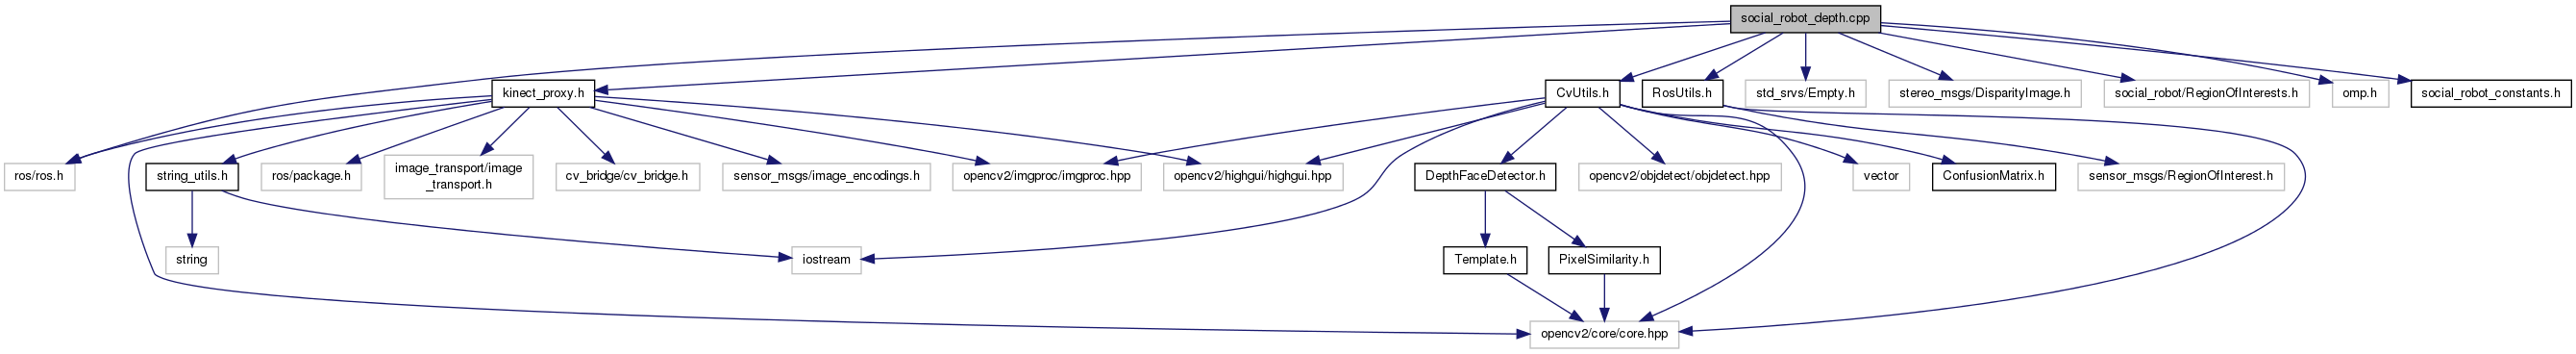 social_robot_depth.cpp
kinect_proxy.h
CvUtils.h
RosUtils.h
std_srvs/Empty.h
stereo_msgs/DisparityImage.h
social_robot/RegionOfInterests.h
omp.h
social_robot_constants.h
ros/ros.h
string_utils.h
ros/package.h
image_transport/image
_transport.h
cv_bridge/cv_bridge.h
sensor_msgs/image_encodings.h
opencv2/imgproc/imgproc.hpp
opencv2/highgui/highgui.hpp
DepthFaceDetector.h
opencv2/objdetect/objdetect.hpp
vector
ConfusionMatrix.h
sensor_msgs/RegionOfInterest.h
string
iostream
Template.h
PixelSimilarity.h
opencv2/core/core.hpp